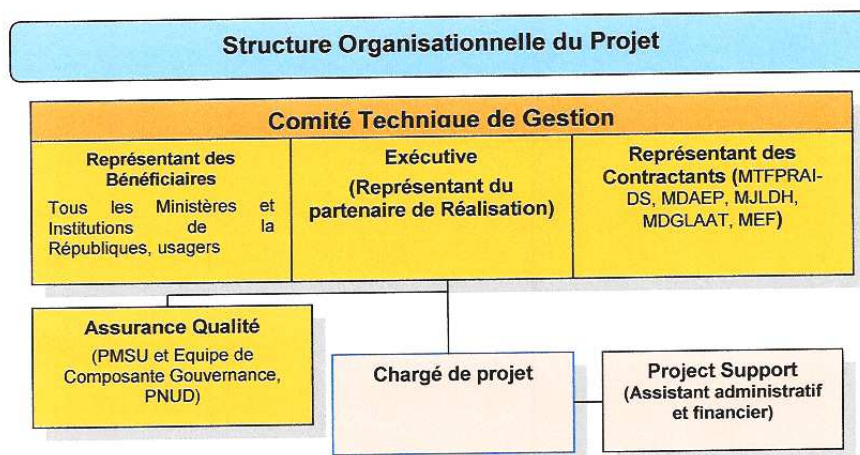 Structure Organisationnelle du Projet
Comité Technique de Gestion
Représentant des
Bénéficiaires
Tous les Ministères et
Institutions de la
Républiques, usagers
Exécutive
(Représentant du
partenaire de Réalisation)
Représentant des
Contractants (MTFPRAI-
DS, MDAEP, MJLDH,
MDGLAAT, MEF)
Assurance Qualité
(PMSU et Equipe de
Composante Gouvernance,
PNUD)
Chargé de projet
Project Support
(Assistant administratif
et financier)